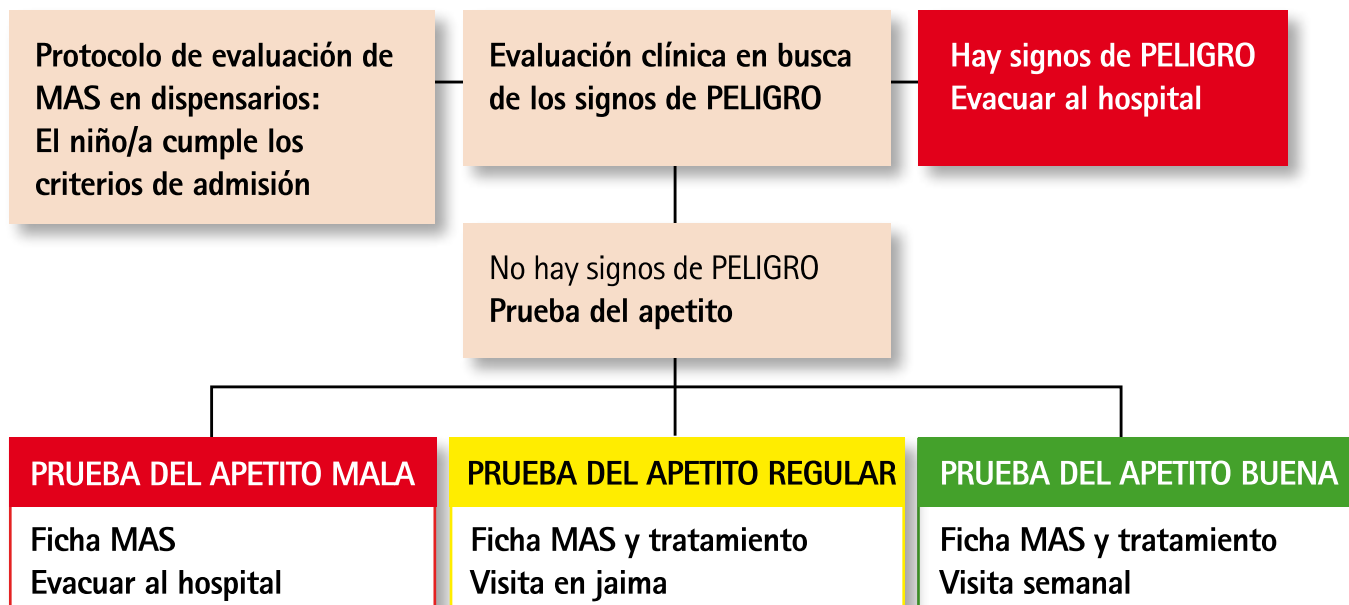 Protocolo de evaluación de
MAS en dispensarios:
El niño/a cumple los
criterios de admisión
Evaluación clínica en busca
de los signos de PELIGRO
Hay signos de PELIGRO
Evacuar al hospital
No hay signos de PELIGRO
Prueba del apetito
PRUEBA DEL APETITO MALA
Ficha MAS
Evacuar al hospital
PRUEBA DEL APETITO REGULAR
Ficha MAS y tratamiento
Visita en jaima
PRUEBA DEL APETITO BUENA
Ficha MAS y tratamiento
Visita semanal